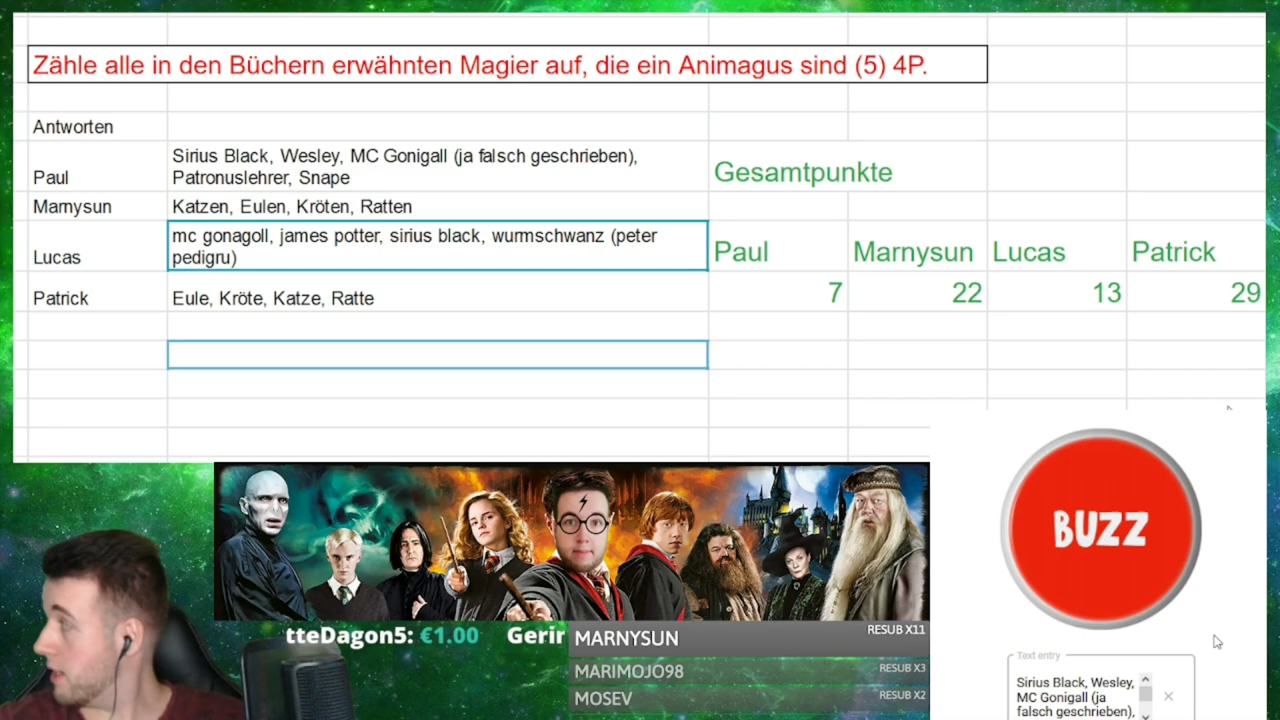 Zähle alle in den Büchern erwähnten Magier auf, die ein Animagus sind (5) 4P.
Antworten
Paul
Sirius Black, Wesley, MC Gonigall (ja falsch geschrieben),
Patronuslehrer, Snape
Gesamtpunkte
Marnysun
Katzen, Eulen, Kröten, Ratten
Lucas
mc gonagoll, james potter, sirius black, wurmschwanz (peter
pedigru)
Paul Marnysun Lucas Patrick
Patrick
Eule, Kröte, Katze, Ratte
7 22 13 29
BUZZ
tteDagon5: €1.00 Gerir
MARNYSUN RESUB X11
MARIMOJO98 RESUB X3
MOSEV RESUB X2
Text entry
Sirius Black, Wesley,
MC Gonigall (ja
falsch geschrieben),